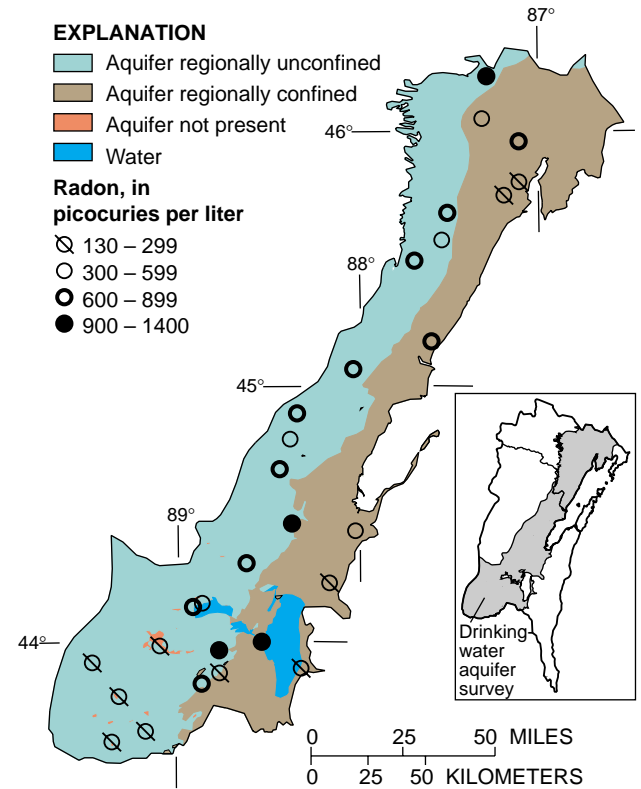 EXPLANATION
Aquifer regionally unconfined
Aquifer regionally confined
Aquifer not present
Water
Radon, in
picocuries per liter
130 – 299
300 – 599
600 – 899
900 – 1400
87°
46°
88°
45°
89°
44°
Drinking-
water
aquifer
survey
0 25 50 MILES
0 25 50 KILOMETERS